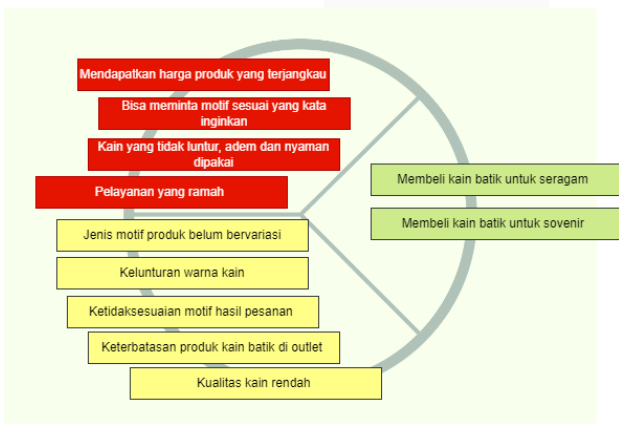 Mendapatkan harga produk yang terjangkau
Bisa meminta motif sesuai yang kata
inginkan
Kain yang tidak luntur, adem dan nyaman
dipakai
Pelayanan yang ramah
Jenis motif produk belum bervariasi
Kelunturan warna kain
Ketidaksesuaian motif hasil pesanan
Keterbatasan produk kain batik di outlet
Kualitas kain rendah
Membeli kain batik untuk seragam
Membeli kain batik untuk sovenir